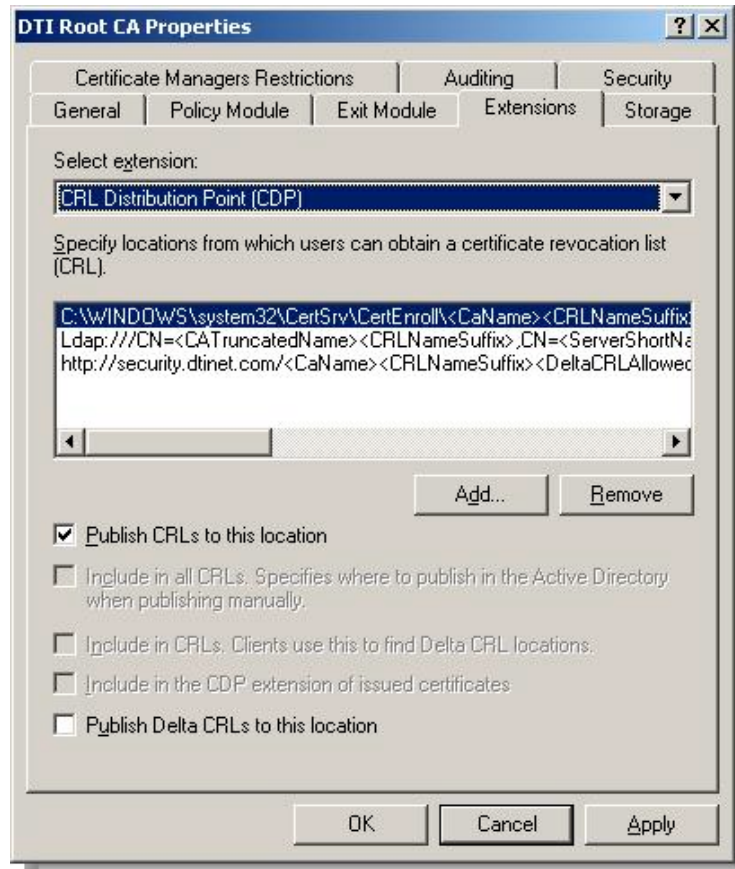 DTI Root CA Properties
Certificate Managers Restrictions Auditing Security
General Policy Module Exit Module Extensions Storage
Select extension:
CRL Distribution Point (CDP)
Specify locations from which users can obtain a certificate revocation list
(CRL).
C:\WINDOWS\system32\CertSrv\CertEnroll\<CaName><CRLNameSuffix>
Ldap:///CN=<CATruncatedName><CRLNameSuffix>,CN=<ServerShortNa
http://security.dtinet.com/<CaName><CRLNameSuffix><DeltaCRLAllowed
Add... Remove
Publish CRLs to this location
Include in all CRLs. Specifies where to publish in the Active Directory
when publishing manually.
Include in CRLs. Clients use this to find Delta CRL locations.
Include in the CDP extension of issued certificates
Publish Delta CRLs to this location
OK Cancel Apply